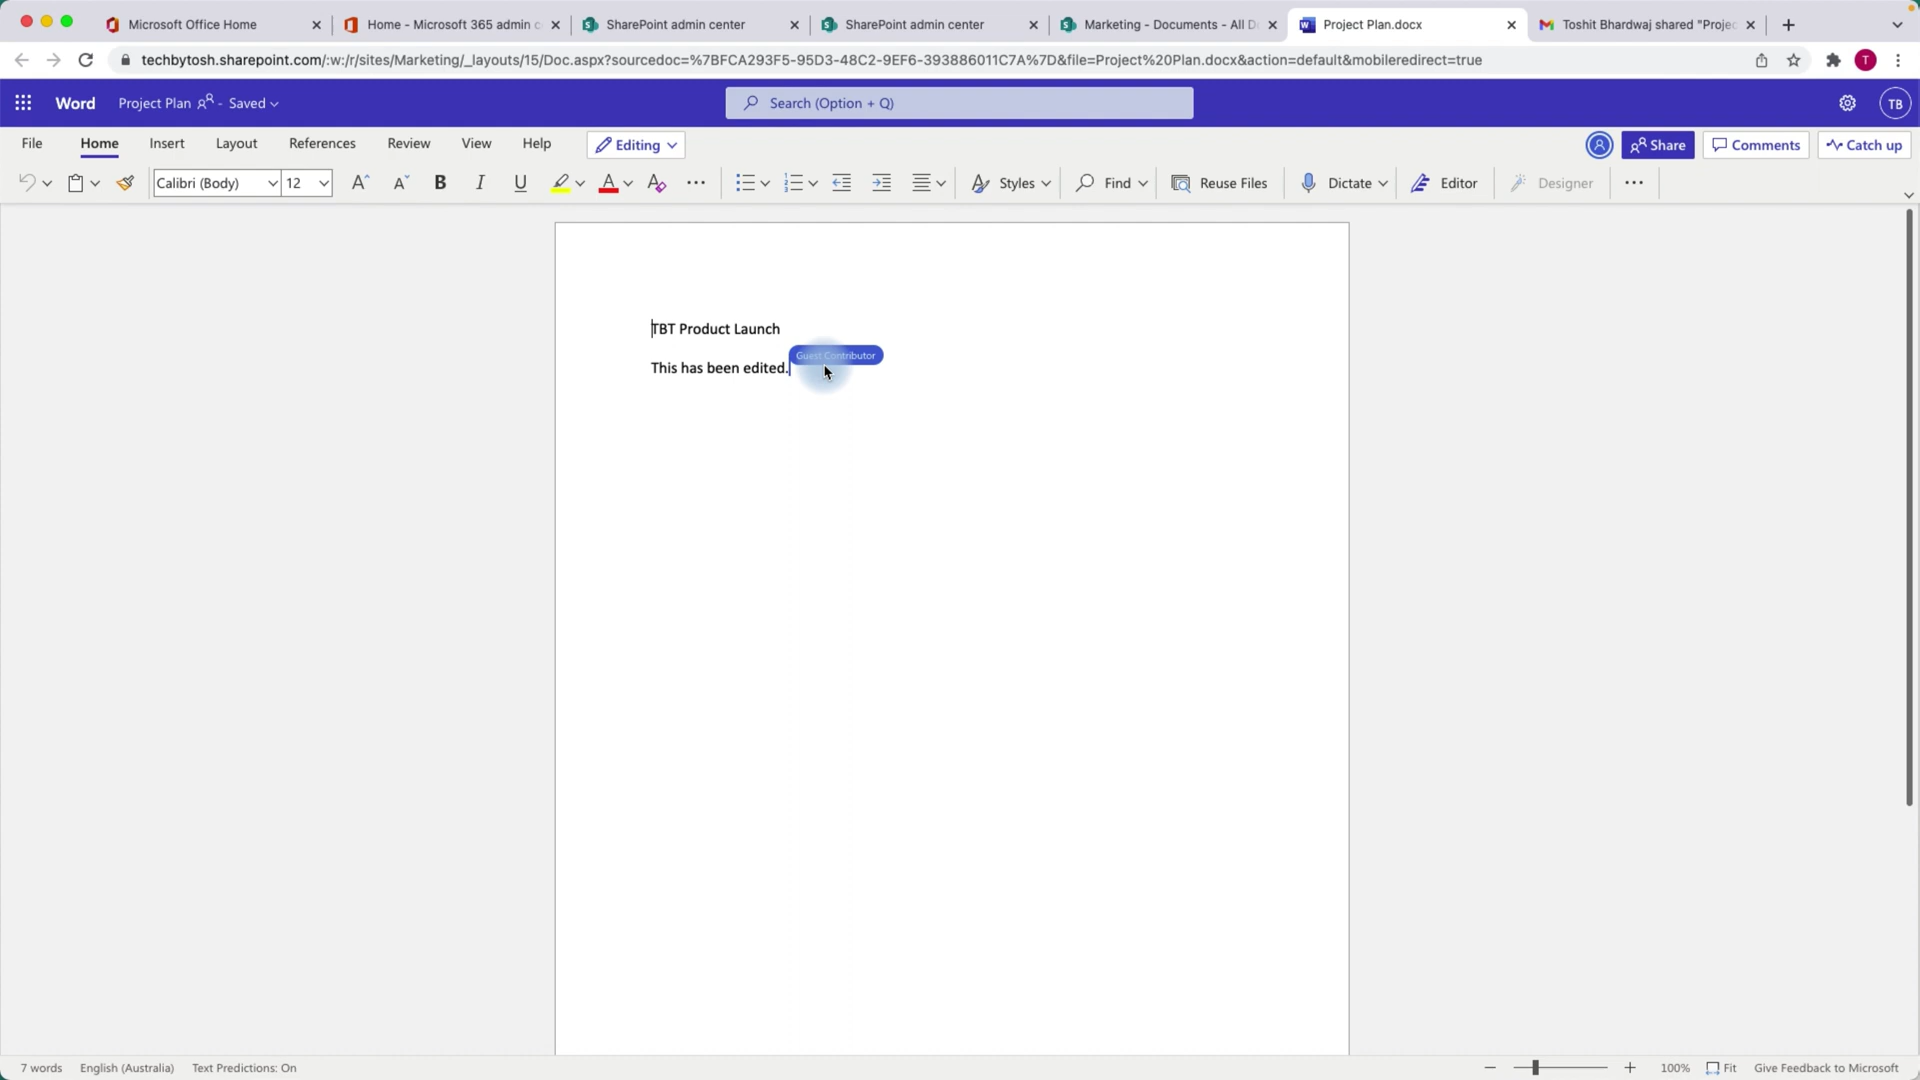 Microsoft Office Home
Home - Microsoft 365 admin c
SharePoint admin center
SharePoint admin center
Marketing - Documents - All D
Project Plan.docx
Toshit Bhardwaj shared "Projec
techbytosh.sharepoint.com/:w:/r/sites/Marketing/_layouts/15/Doc.aspx?sourcedoc=%7BFCA293F5-95D3-48C2-9EF6-393886011C7A%7D&file=Project%20Plan.docx&action=default&mobileredirect=true
T
Word Project Plan - Saved
Search (Option + Q)
TB
File Home Insert Layout References Review View Help Editing
Share Comments Catch up
Calibri (Body) 12
B I U A
Styles Find Reuse Files Dictate Editor Designer
TBT Product Launch
Guest Contributor
This has been edited.
7 words English (Australia) Text Predictions: On
100% Fit Give Feedback to Microsoft